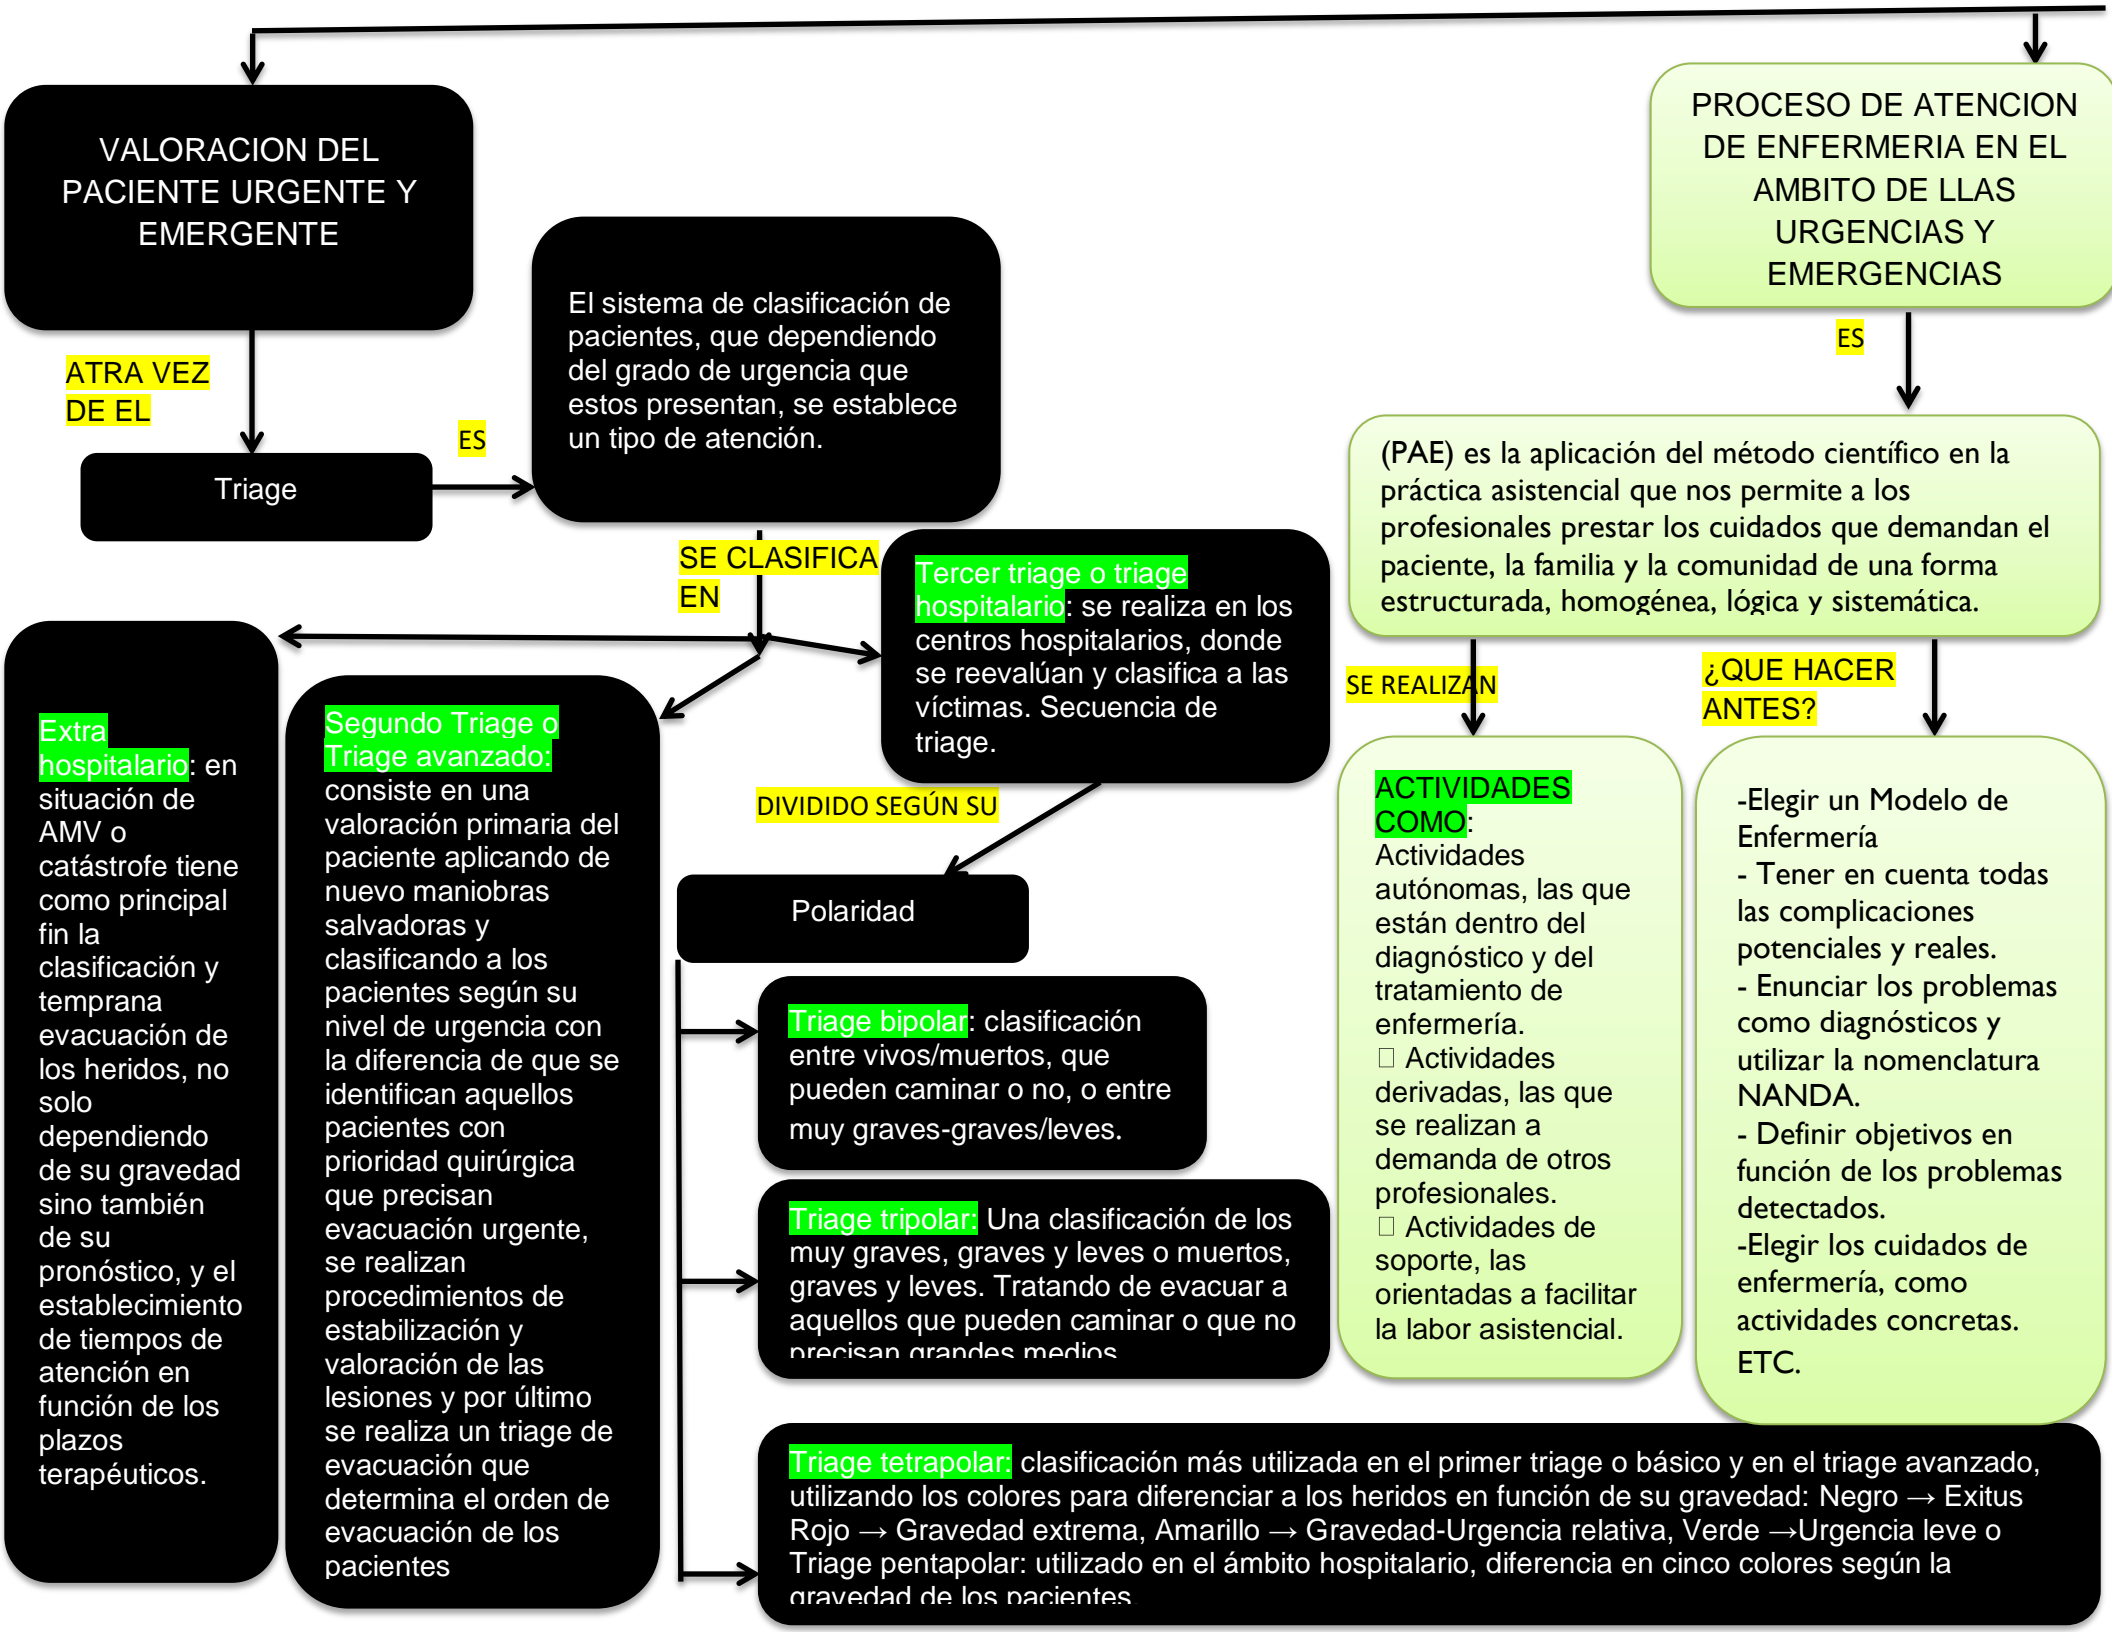 VALORACION DEL
PACIENTE URGENTE Y
EMERGENTE
ATRA VEZ
DE EL
Triage
ES
El sistema de clasificación de
pacientes, que dependiendo
del grado de urgencia que
estos presentan, se establece
un tipo de atención.
SE CLASIFICA
EN
Extra
hospitalario: en
situación de
AMV o
catástrofe tiene
como principal
fin la
clasificación y
temprana
evacuación de
los heridos, no
solo
dependiendo
de su gravedad
sino también
de su
pronóstico, y el
establecimiento
de tiempos de
atención en
función de los
plazos
terapéuticos.
Segundo Triage o
Triage avanzado:
consiste en una
valoración primaria del
paciente aplicando de
nuevo maniobras
salvadoras y
clasificando a los
pacientes según su
nivel de urgencia con
la diferencia de que se
identifican aquellos
pacientes con
prioridad quirúrgica
que precisan
evacuación urgente,
se realizan
procedimientos de
estabilización y
valoración de las
lesiones y por último
se realiza un triage de
evacuación que
determina el orden de
evacuación de los
pacientes
Tercer triage o triage
hospitalario: se realiza en los
centros hospitalarios, donde
se reevalúan y clasifica a las
víctimas. Secuencia de
triage.
DIVIDIDO SEGÚN SU
Polaridad
Triage bipolar: clasificación
entre vivos/muertos, que
pueden caminar o no, o entre
muy graves-graves/leves.
Triage tripolar: Una clasificación de los
muy graves, graves y leves o muertos,
graves y leves. Tratando de evacuar a
aquellos que pueden caminar o que no
precisan grandes medios
Triage tetrapolar: clasificación más utilizada en el primer triage o básico y en el triage avanzado,
utilizando los colores para diferenciar a los heridos en función de su gravedad: Negro → Exitus
Rojo → Gravedad extrema, Amarillo → Gravedad-Urgencia relativa, Verde →Urgencia leve o
Triage pentapolar: utilizado en el ámbito hospitalario, diferencia en cinco colores según la
gravedad de los pacientes.
PROCESO DE ATENCION
DE ENFERMERIA EN EL
AMBITO DE LLAS
URGENCIAS Y
EMERGENCIAS
ES
(PAE) es la aplicación del método científico en la
práctica asistencial que nos permite a los
profesionales prestar los cuidados que demandan el
paciente, la familia y la comunidad de una forma
estructurada, homogénea, lógica y sistemática.
SE REALIZAN
¿QUE HACER
ANTES?
ACTIVIDADES
COMO:
Actividades
autónomas, las que
están dentro del
diagnóstico y del
tratamiento de
enfermería.
 Actividades
derivadas, las que
se realizan a
demanda de otros
profesionales.
 Actividades de
soporte, las
orientadas a facilitar
la labor asistencial.
-Elegir un Modelo de
Enfermería
- Tener en cuenta todas
las complicaciones
potenciales y reales.
- Enunciar los problemas
como diagnósticos y
utilizar la nomenclatura
NANDA.
- Definir objetivos en
función de los problemas
detectados.
-Elegir los cuidados de
enfermería, como
actividades concretas.
ETC.